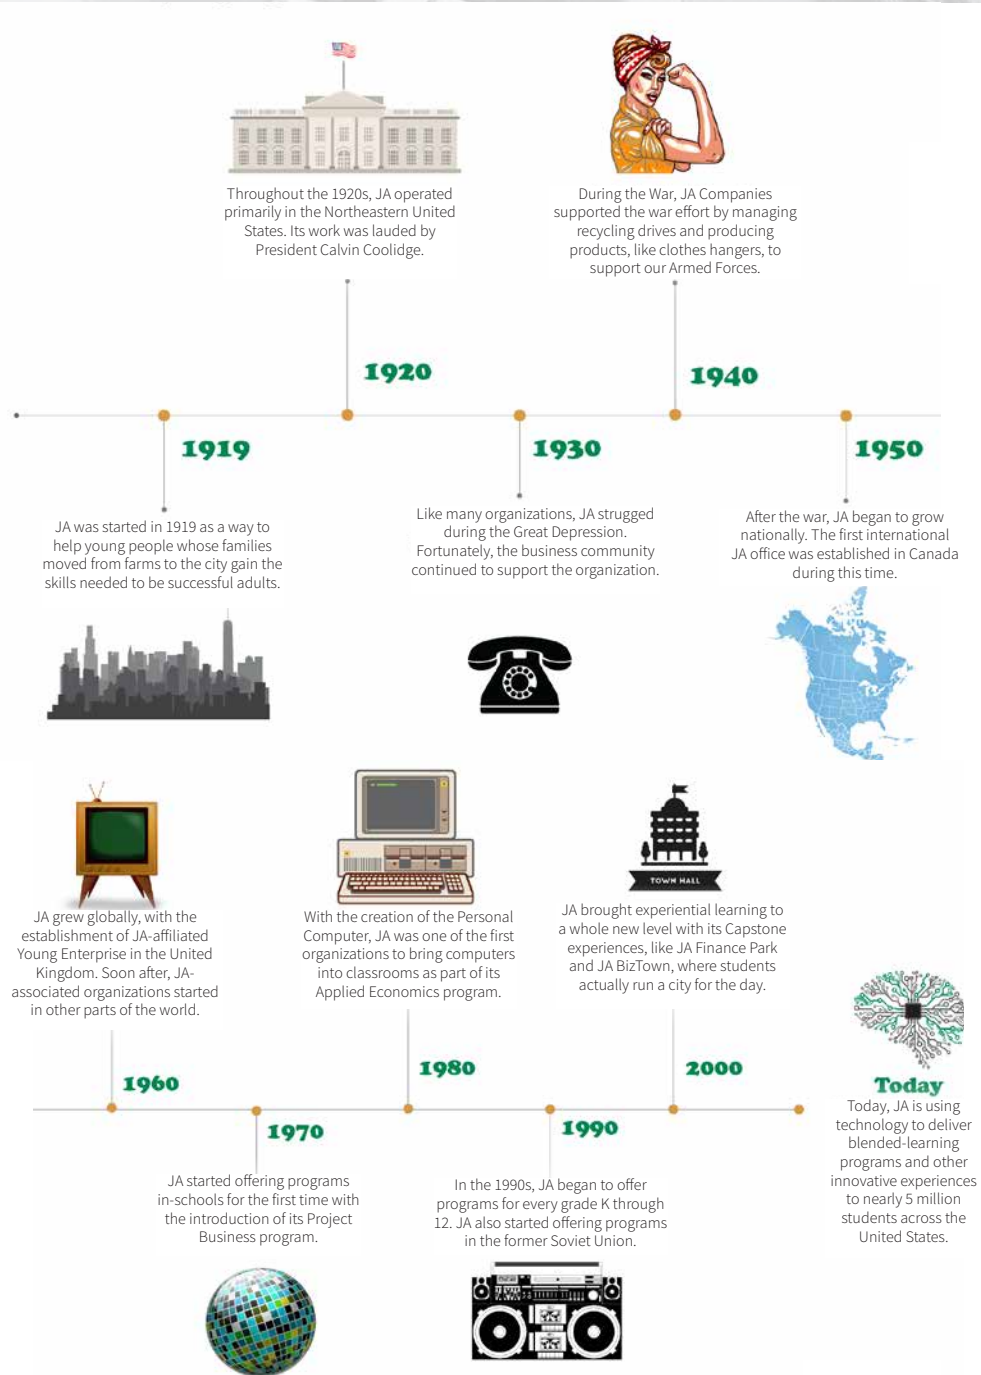 Throughout the 1920s, JA operated
primarily in the Northeastern United
States. Its work was lauded by
President Calvin Coolidge.
During the War, JA Companies
supported the war effort by managing
recycling drives and producing
products, like clothes hangers, to
support our Armed Forces.
1920
1940
1919
1930
1950
JA was started in 1919 as a way to
help young people whose families
moved from farms to the city gain the
skills needed to be successful adults.
Like many organizations, JA strugged
during the Great Depression.
Fortunately, the business community
continued to support the organization.
After the war, JA began to grow
nationally. The first international
JA office was established in Canada
during this time.
TOWN HALL
JA grew globally, with the
establishment of JA-affiliated
Young Enterprise in the United
Kingdom. Soon after, JA-
associated organizations started
in other parts of the world.
With the creation of the Personal
Computer, JA was one of the first
organizations to bring computers
into classrooms as part of its
Applied Economics program.
JA brought experiential learning to
a whole new level with its Capstone
experiences, like JA Finance Park
and JA BizTown, where students
actually run a city for the day.
1960
1980
2000
Today
1970
1990
Today, JA is using
technology to deliver
blended-learning
programs and other
innovative experiences
to nearly 5 million
students across the
United States.
JA started offering programs
in-schools for the first time with
the introduction of its Project
Business program.
In the 1990s, JA began to offer
programs for every grade K through
12. JA also started offering programs
in the former Soviet Union.